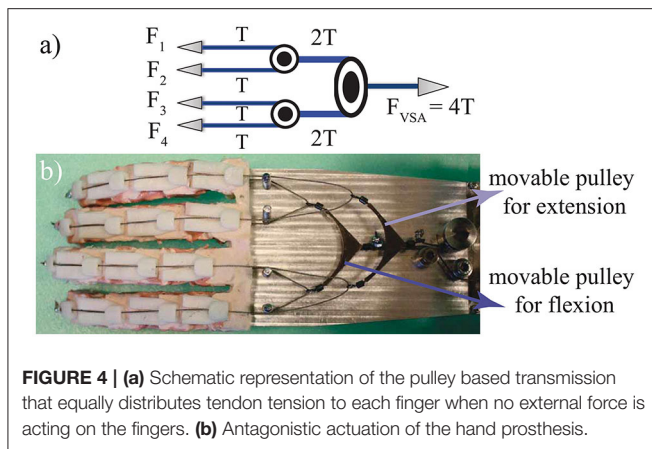 a)
F1
T
2T
F2
T
F3
T
FVSA = 4T
F4
T
2T
b)
movable pulley
for extension
movable pulley
for flexion
FIGURE 4 | (a) Schematic representation of the pulley based transmission
that equally distributes tendon tension to each finger when no external force is
acting on the fingers. (b) Antagonistic actuation of the hand prosthesis.